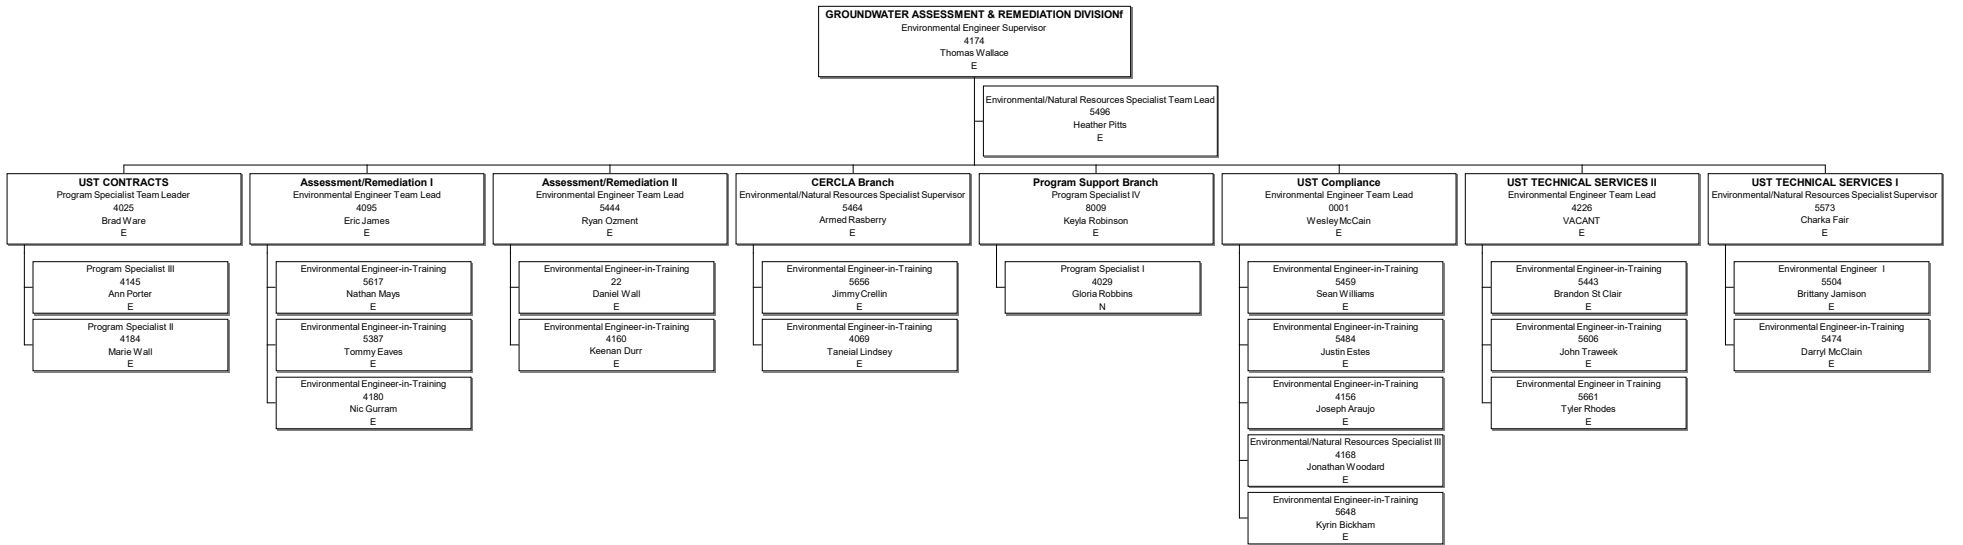 GROUNDWATER ASSESSMENT & REMEDIATION DIVISIONf
Environmental Engineer Supervisor
4174
Thomas Wallace
E
Environmental/Natural Resources Specialist Team Lead
5496
Heather Pitts
E
UST CONTRACTS
Program Specialist Team Leader
4025
Brad Ware
E
Program Specialist III
4145
Ann Porter
E
Program Specialist II
4184
Marie Wall
E
Assessment/Remediation I
Environmental Engineer Team Lead
4095
Eric James
E
Environmental Engineer-in-Training
5617
Nathan Mays
E
Environmental Engineer-in-Training
5387
Tommy Eaves
E
Environmental Engineer-in-Training
4180
Nic Gurram
E
Assessment/Remediation II
Environmental Engineer Team Lead
5444
Ryan Ozment
E
Environmental Engineer-in-Training
22
Daniel Wall
E
Environmental Engineer-in-Training
4160
Keenan Durr
E
CERCLA Branch
Environmental/Natural Resources Specialist Supervisor
5464
Armed Rasberry
E
Environmental Engineer-in-Training
5656
Jimmy Crellin
E
Environmental Engineer-in-Training
4069
Taneial Lindsey
E
Program Support Branch
Program Specialist IV
8009
Keyla Robinson
E
Program Specialist I
4029
Gloria Robbins
N
UST Compliance
Environmental Engineer Team Lead
0001
Wesley McCain
E
Environmental Engineer-in-Training
5459
Sean Williams
E
Environmental Engineer-in-Training
5484
Justin Estes
E
Environmental Engineer-in-Training
4156
Joseph Araujo
E
Environmental/Natural Resources Specialist III
4168
Jonathan Woodard
E
Environmental Engineer-in-Training
5648
Kyrin Bickham
E
UST TECHNICAL SERVICES II
Environmental Engineer Team Lead
4226
VACANT
E
Environmental Engineer-in-Training
5443
Brandon St Clair
E
Environmental Engineer-in-Training
5606
John Traweek
E
Environmental Engineer in Training
5661
Tyler Rhodes
E
UST TECHNICAL SERVICES I
Environmental/Natural Resources Specialist Supervisor
5573
Charka Fair
E
Environmental Engineer I
5504
Brittany Jamison
E
Environmental Engineer-in-Training
5474
Darryl McClain
E